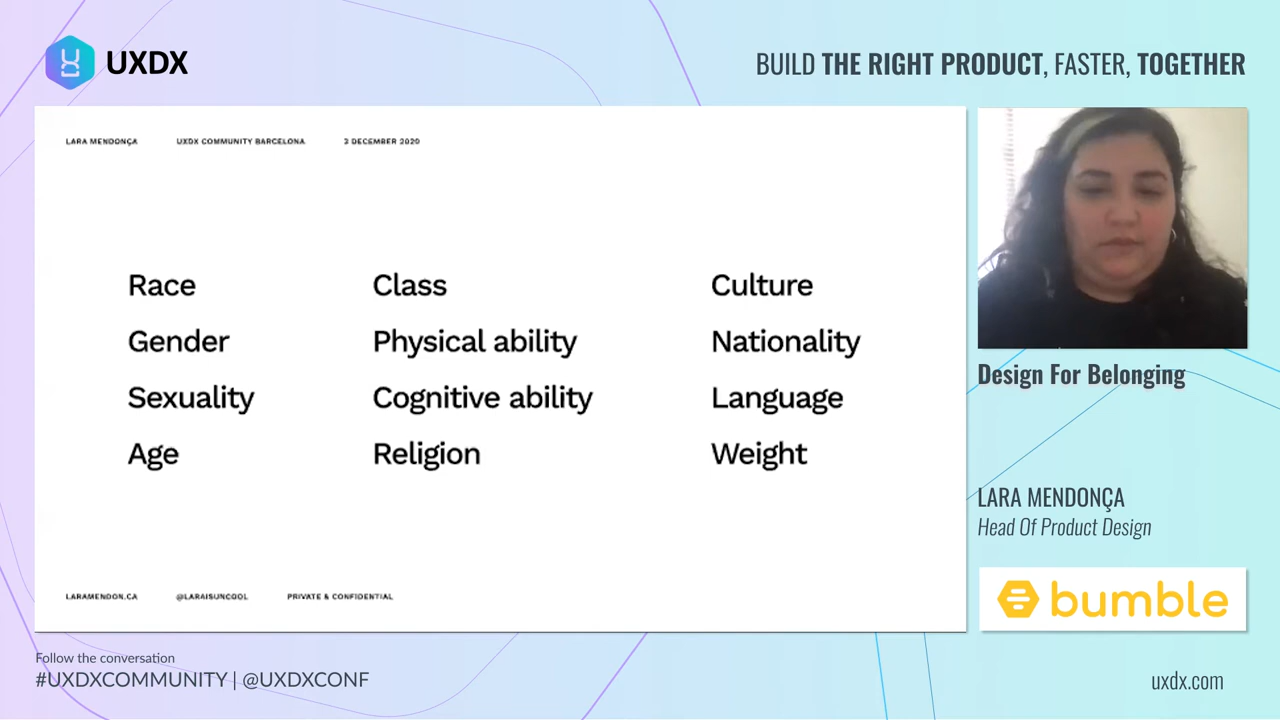 UXDX
BUILD THE RIGHT PRODUCT, FASTER, TOGETHER
LARA MENDONÇA UXDX COMMUNITY BARCELONA 3 DECEMBER 2020
Race Class Culture
Gender Physical ability Nationality
Sexuality Cognitive ability Language
Age Religion Weight
LARAMENDON.CA @LARAISUNCOOL PRIVATE & CONFIDENTIAL
Design For Belonging
LARA MENDONÇA
Head Of Product Design
bumble
Follow the conversation
#UXDXCOMMUNITY | @UXDXCONF
uxdx.com